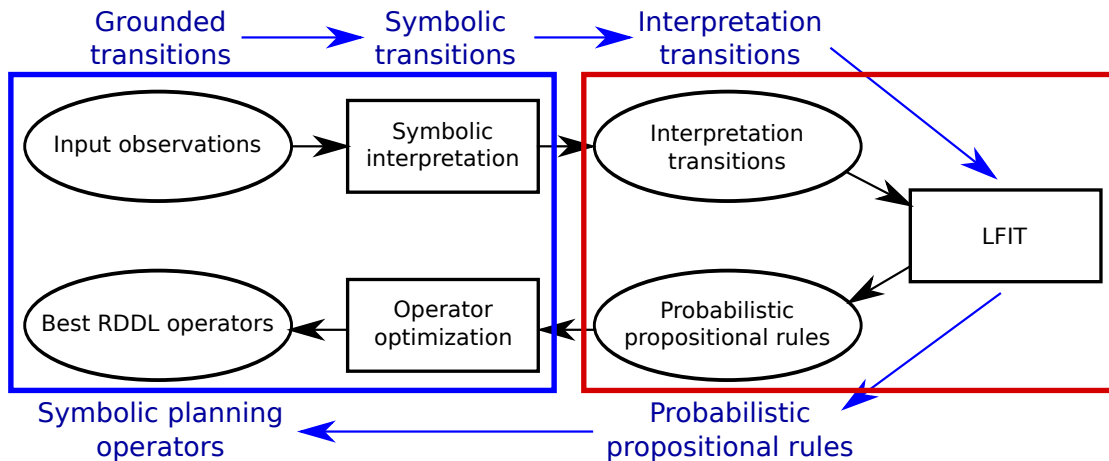 Grounded
transitions
Symbolic
transitions
Interpretation
transitions
Input observations
Symbolic
interpretation
Interpretation
transitions
LFIT
Best RDDL operators
Operator
optimization
Probabilistic
propositional rules
Symbolic planning
operators
Probabilistic
propositional rules